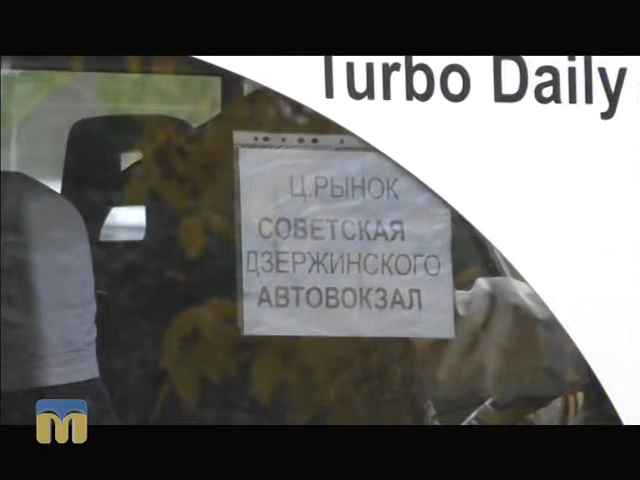 Turbo Daily
Ц.РЫНОК
СОВЕТСКАЯ
ДЗЕРЖИНСКОГО
АВТОВОКЗАЛ